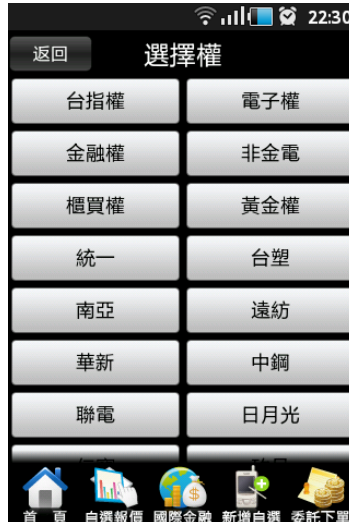 22:30
返回 選擇權
台指權 電子權
金融權 非金電
櫃買權 黃金權
統一 台塑
南亞 遠紡
華新 中鋼
聯電 日月光
首 頁 自選報價 國際金融 新增自選 委託下單